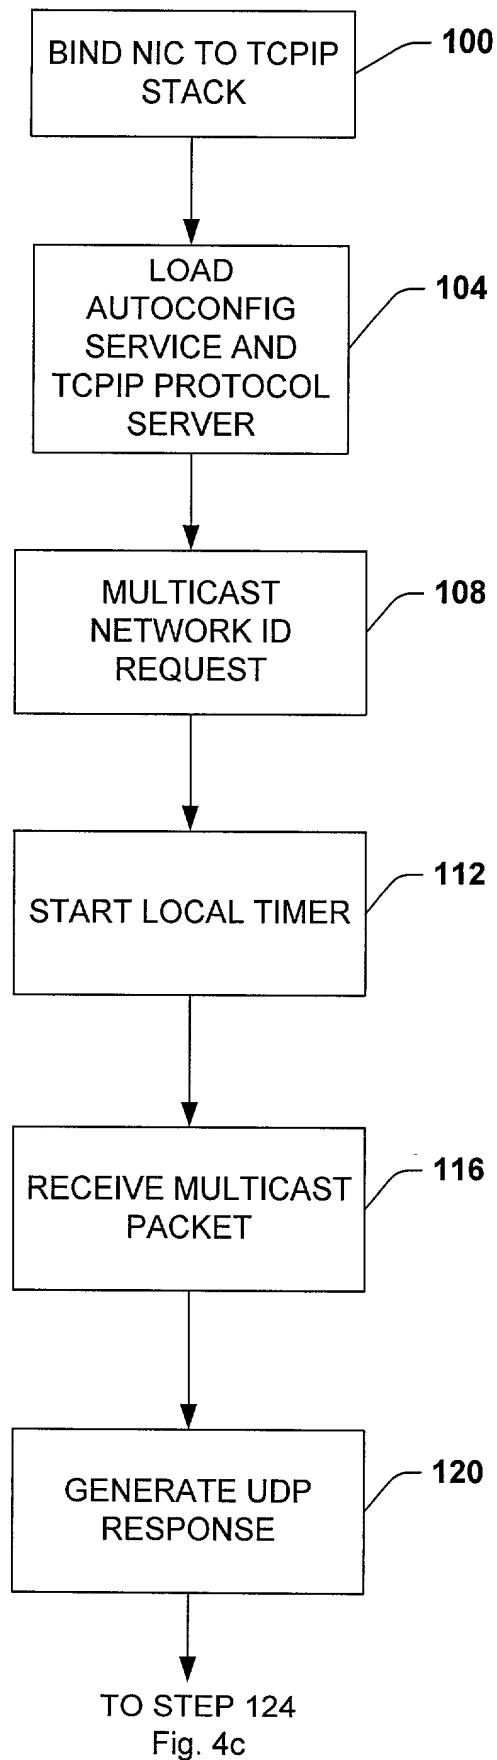 BIND NIC TO TCPIP
STACK
100
LOAD
AUTOCONFIG
SERVICE AND
TCPIP PROTOCOL
SERVER
104
MULTICAST
NETWORK ID
REQUEST
108
START LOCAL TIMER
112
RECEIVE MULTICAST
PACKET
116
GENERATE UDP
RESPONSE
120
TO STEP 124
Fig. 4c